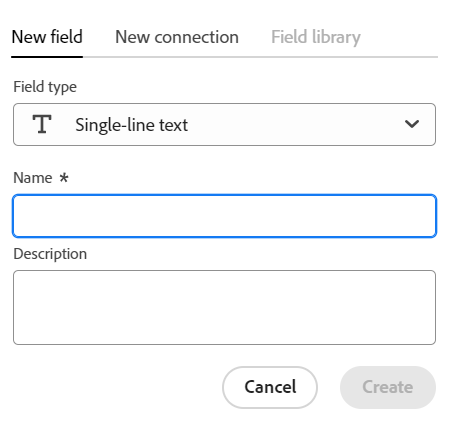 New field New connection Field library
Field type
T Single-line text
Name *
Description
Cancel Create